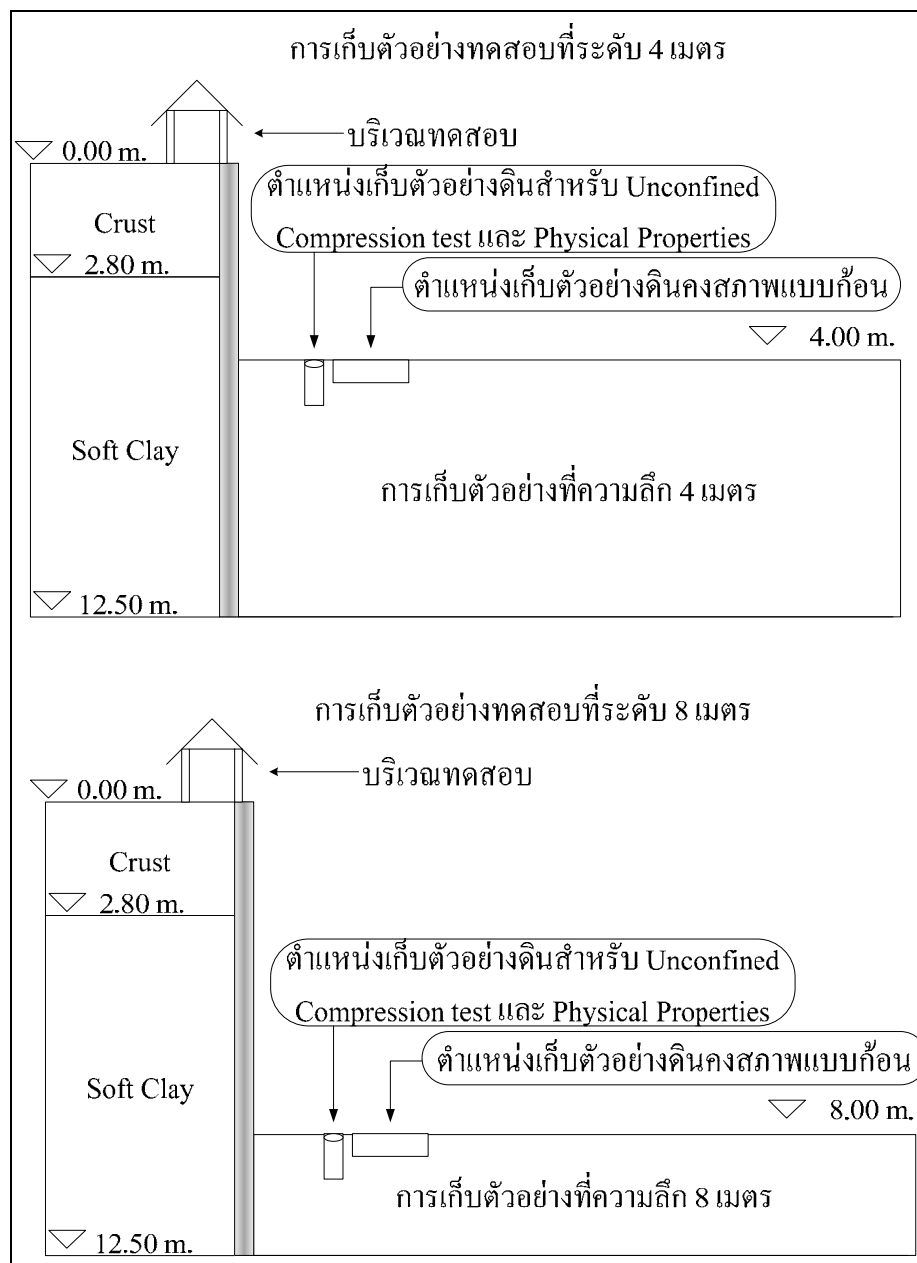 การเก็บตัวอย่างทดสอบที่ระดับ 4 เมตร
บริเวณทดสอบ
0.00 m.
ตำแหน่งเก็บตัวอย่างดินสำหรับ Unconfined
Compression test และ Physical Properties
Crust
2.80 m.
ตำแหน่งเก็บตัวอย่างดินคงสภาพแบบก้อน
4.00 m.
Soft Clay
การเก็บตัวอย่างที่ความลึก 4 เมตร
12.50 m.
การเก็บตัวอย่างทดสอบที่ระดับ 8 เมตร
บริเวณทดสอบ
0.00 m.
Crust
2.80 m.
ตำแหน่งเก็บตัวอย่างดินสำหรับ Unconfined
Compression test และ Physical Properties
ตำแหน่งเก็บตัวอย่างดินคงสภาพแบบก้อน
Soft Clay
8.00 m.
การเก็บตัวอย่างที่ความลึก 8 เมตร
12.50 m.